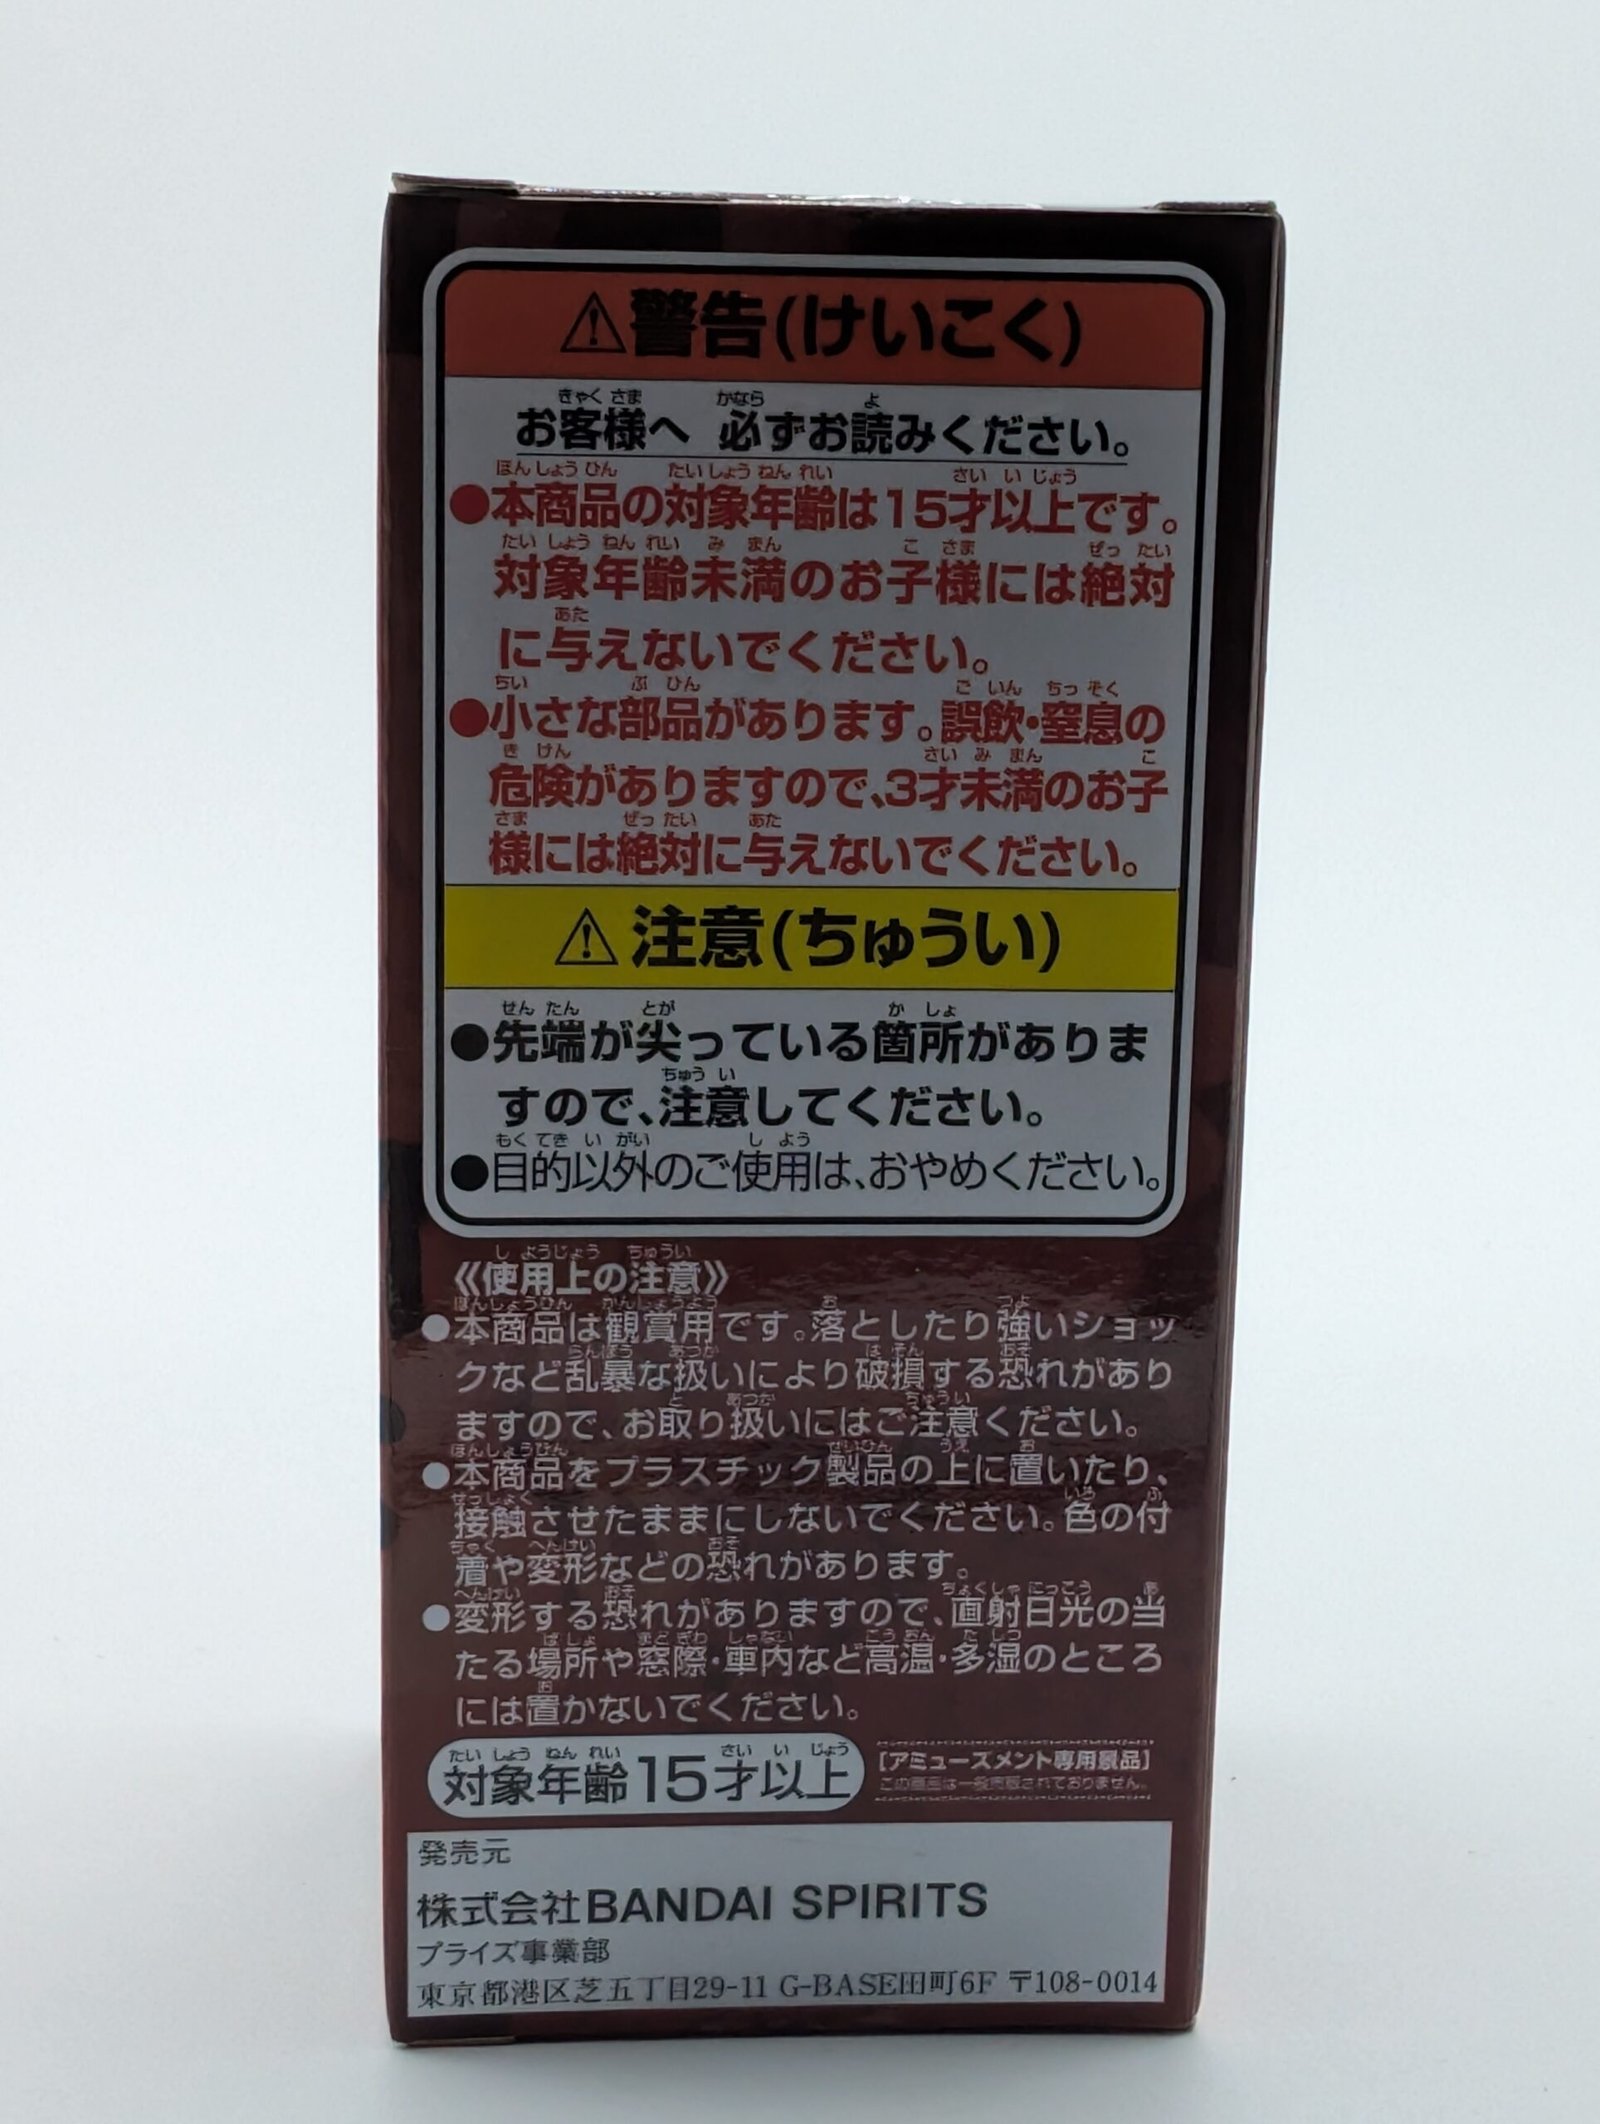 ⚠警告(けいこく)
お客様へ 必ずお読みください。
●本商品の対象年齢は15才以上です。
対象年齢未満のお子様には絶対
に与えないでください。
●小さな部品があります。誤飲・窒息の
危険がありますので、3才未満のお子
様には絶対に与えないでください。
⚠注意(ちゅうい)
●先端が尖っている箇所がありま
すので、注意してください。
●目的以外のご使用は、おやめください。
《使用上の注意》
●本商品は観賞用です。落としたり強いショッ
クなど乱暴な扱いにより破損する恐れがあり
ますので、お取り扱いにはご注意ください。
●本商品をプラスチック製品の上に置いたり、
接触させたままにしないでください。色の付
着や変形などの恐れがあります。
●変形する恐れがありますので、直射日光の当
たる場所や窓際・車内など高温・多湿のところ
には置かないでください。
対象年齢15才以上
[アミューズメント専用景品]
この商品は一般市販されておりません。
発売元
株式会社BANDAI SPIRITS
プライズ事業部
東京都港区芝五丁目29-11 G-BASE田町6F 〒108-0014